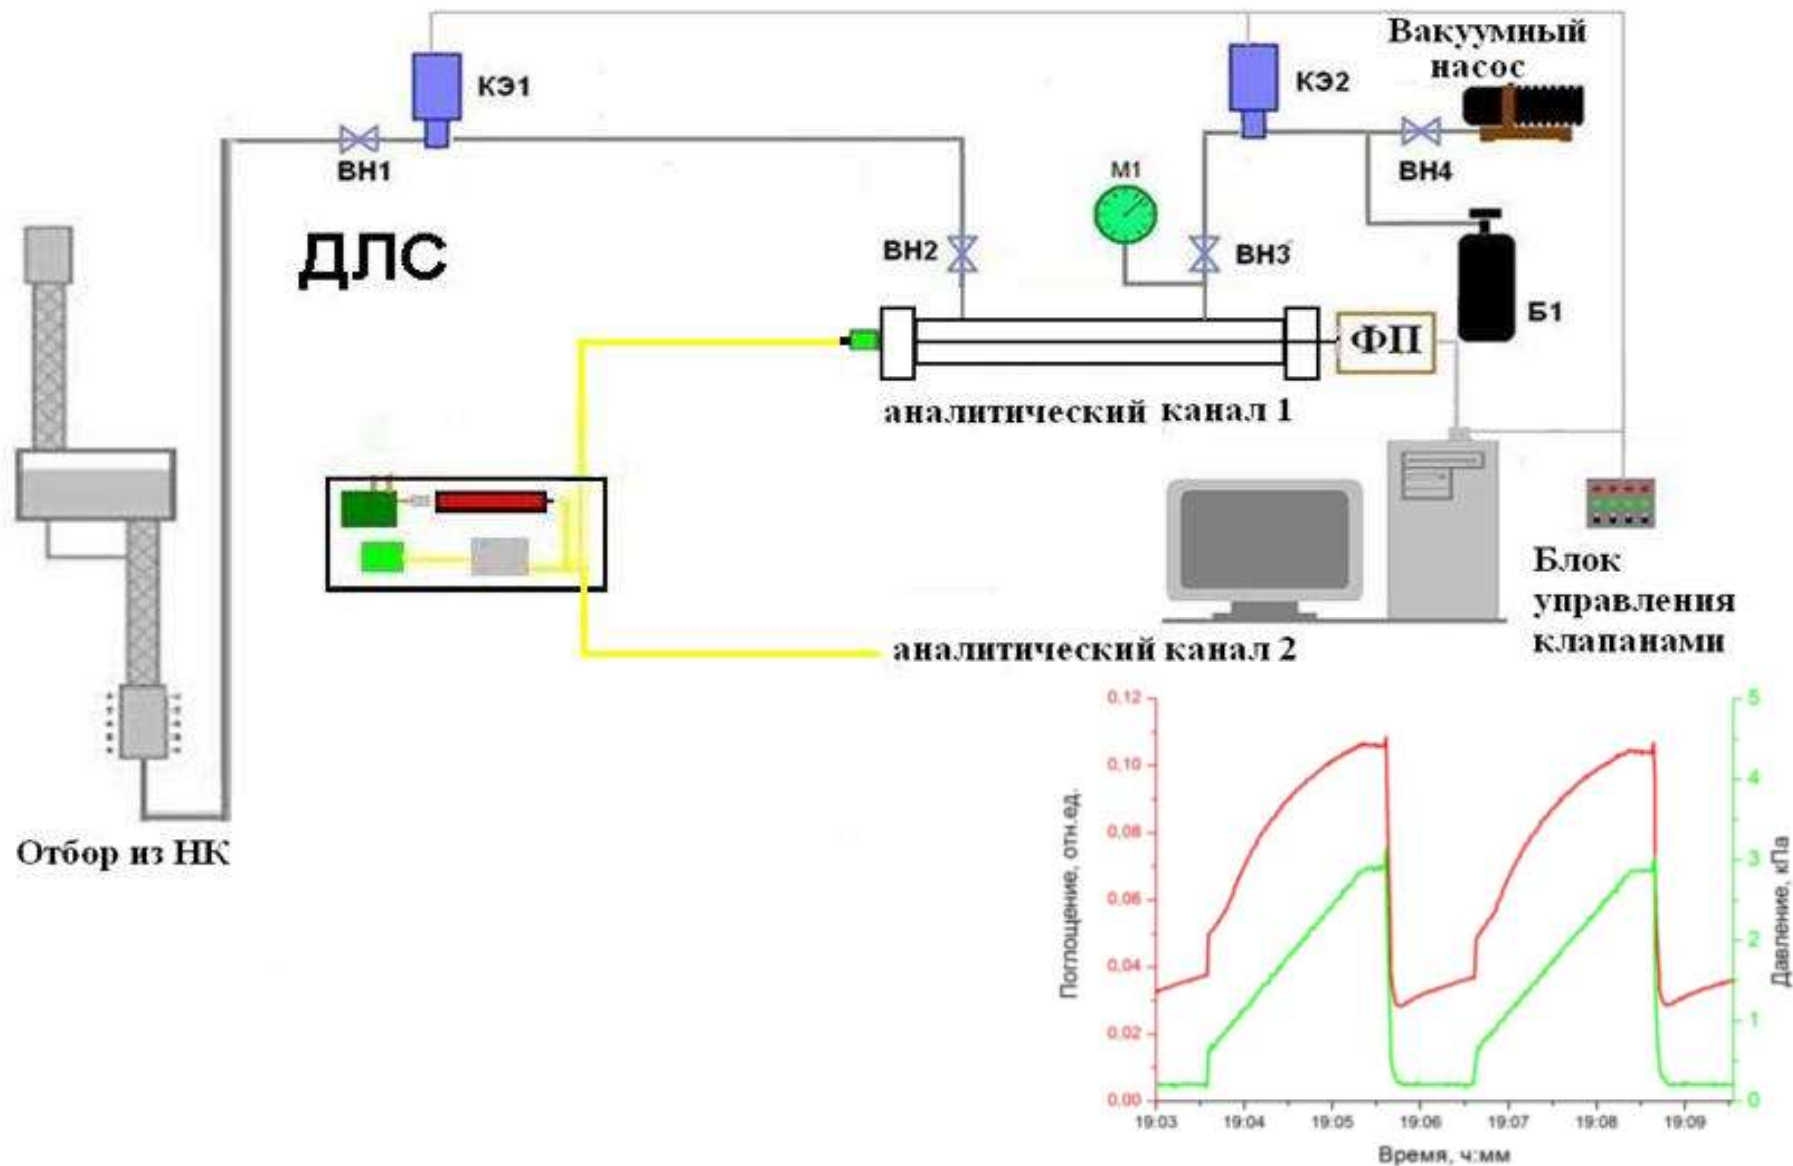 Вакуумный
насос
КЭ1
КЭ2
ВН1
ВН4
М1
ДЛС
ВН2
ВН3
Б1
ФП
аналитический канал 1
Блок
управления
клапанами
аналитический канал 2
Отбор из НК
0,12
0,10
0,08
0,06
0,04
0,02
0,00
Поглощение, отн.ед.
5
4
3
2
1
0
Давление, кПа
19:03 19:04 19:05 19:06 19:07 19:08 19:09
Время, ч:мм